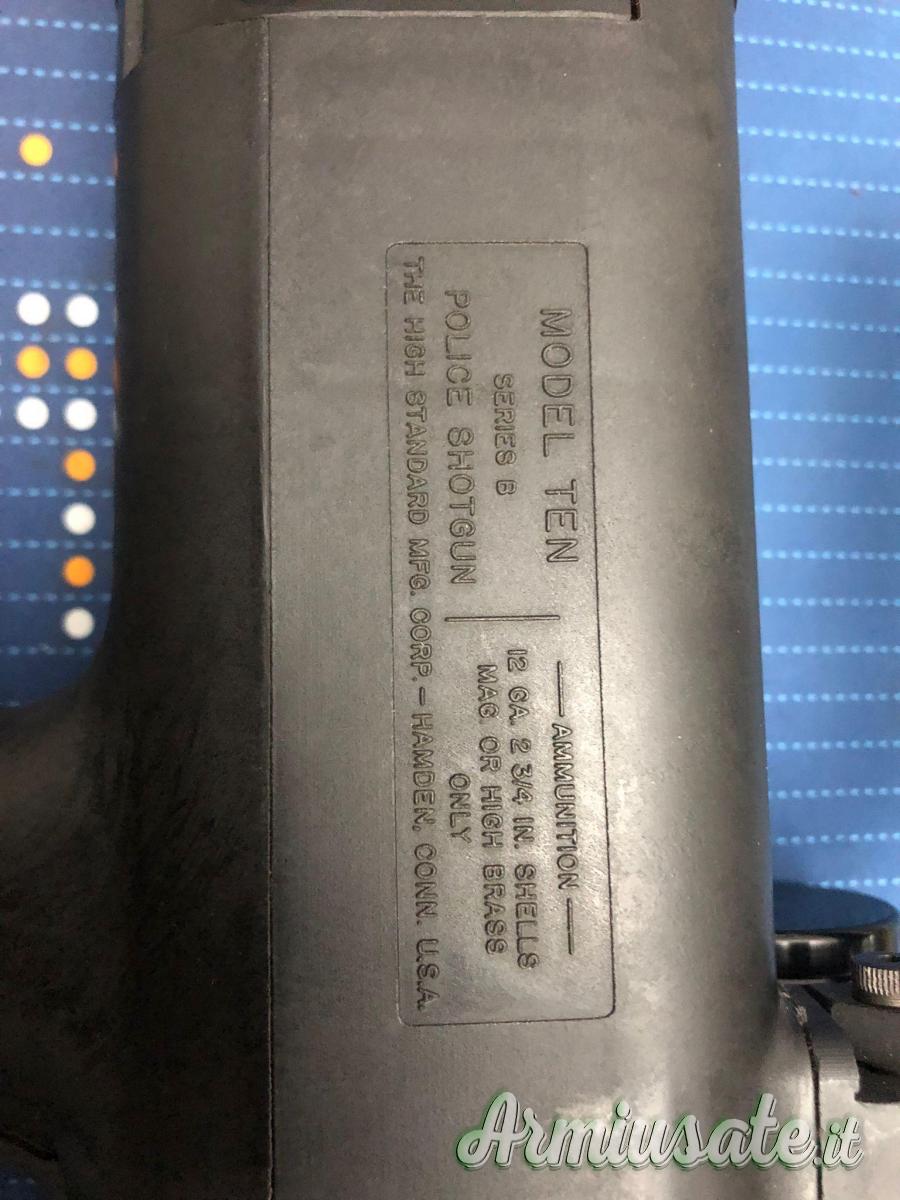 MODEL TEN
SERIES B
POLICE SHOTGUN
— AMMUNITION —
12 GA. 2 3/4 IN. SHELLS
MAG. OR HIGH BRASS
ONLY
THE HIGH STANDARD MFG. CORP. – HAMDEN, CONN. U.S.A.
Armiusate.it